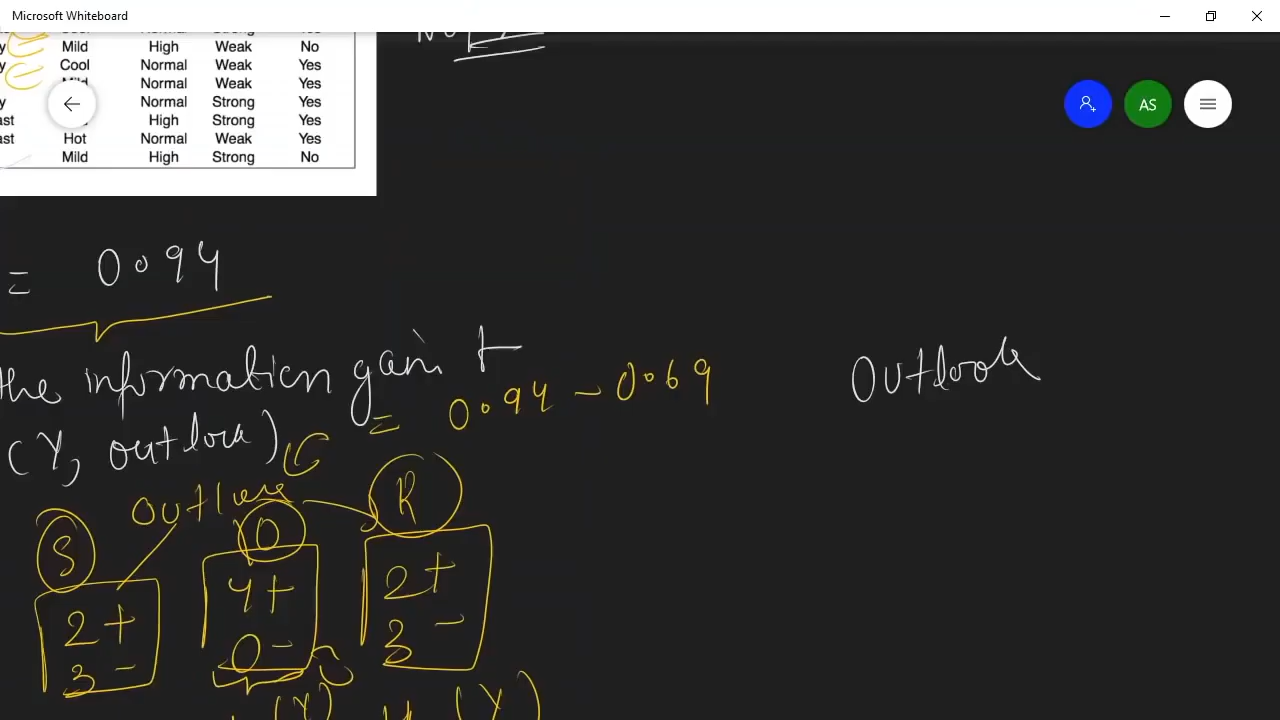 Microsoft Whiteboard
Mild High Weak No
y Cool Normal Weak Yes
Normal Weak Yes
y Normal Strong Yes
ast High Strong Yes
ast Hot Normal Weak Yes
Mild High Strong No
AS
= 0.94
the information gain
= 0.94 - 0.69
Outlook
(Y, outlook)
outlook
S O R
2+ 4+ 2+
3- 0- 3-
(Y) H (Y)